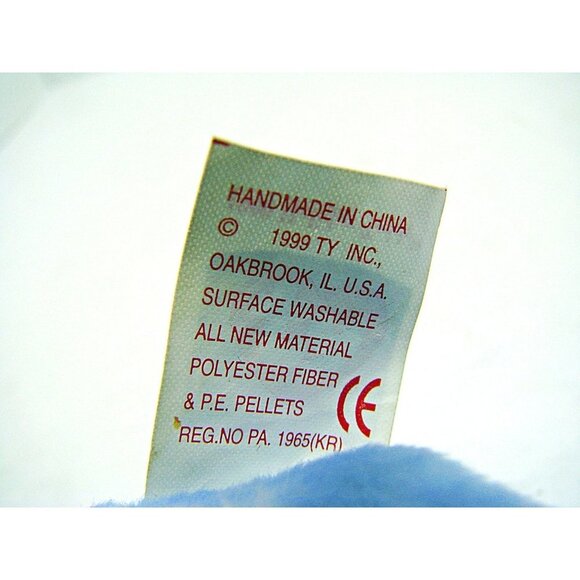 HANDMADE IN CHINA
© 1999 TY INC.,
OAKBROOK, IL. U.S.A.
SURFACE WASHABLE
ALL NEW MATERIAL
POLYESTER FIBER
& P.E. PELLETS CE
REG.NO PA. 1965(KR)